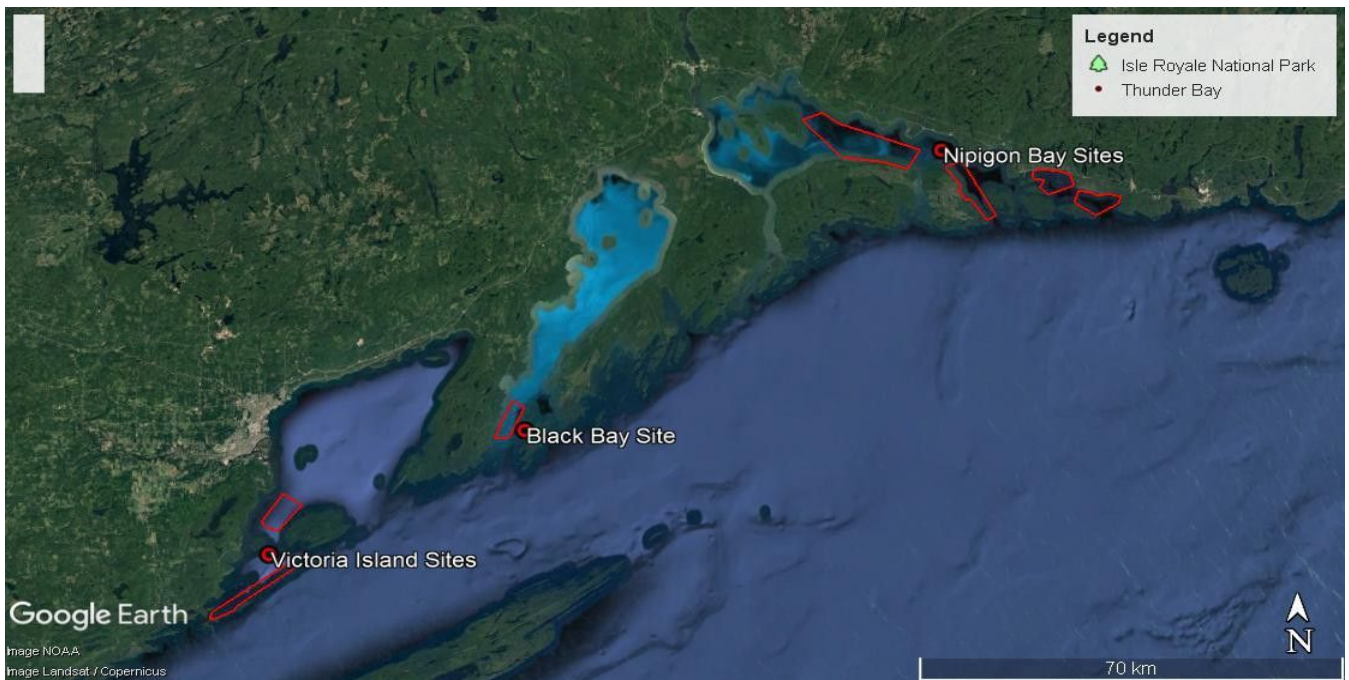 Legend
Isle Royale National Park
Thunder Bay
Nipigon Bay Sites
Black Bay Site
Victoria Island Sites
Google Earth
Image NOAA
Image Landsat / Copernicus
N
70 km